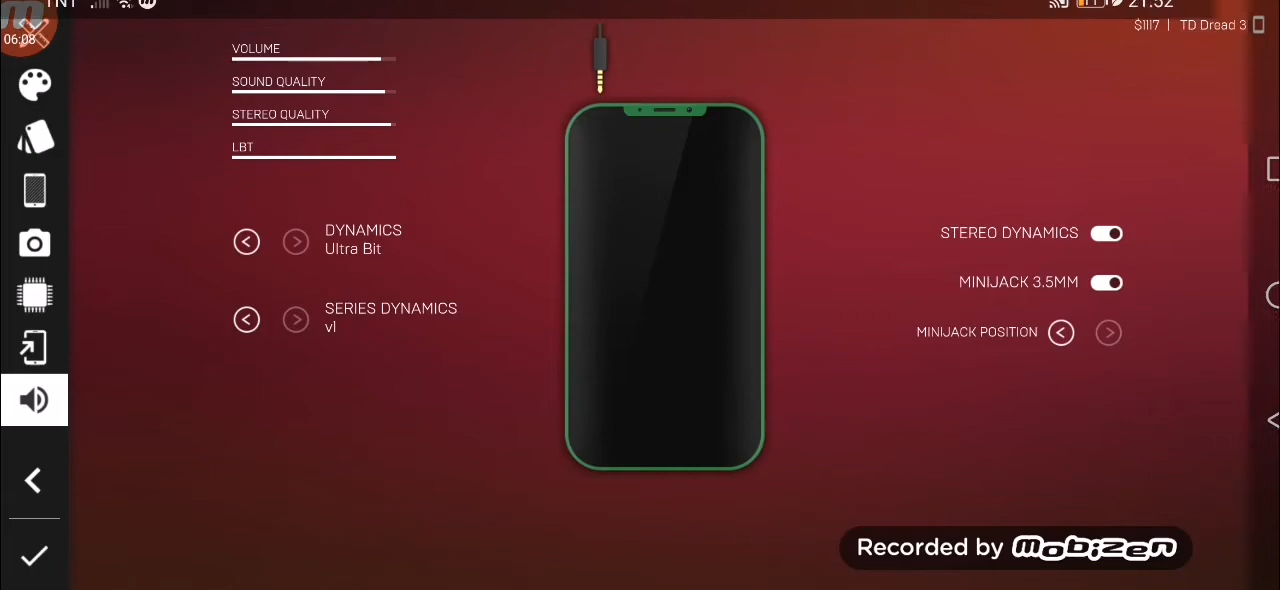 TNT
21:52
06:08
$1117 | TD Dread 3
VOLUME
SOUND QUALITY
STEREO QUALITY
LBT
DYNAMICS
Ultra Bit
SERIES DYNAMICS
v1
STEREO DYNAMICS
MINIJACK 3.5MM
MINIJACK POSITION
Recorded by mobizen